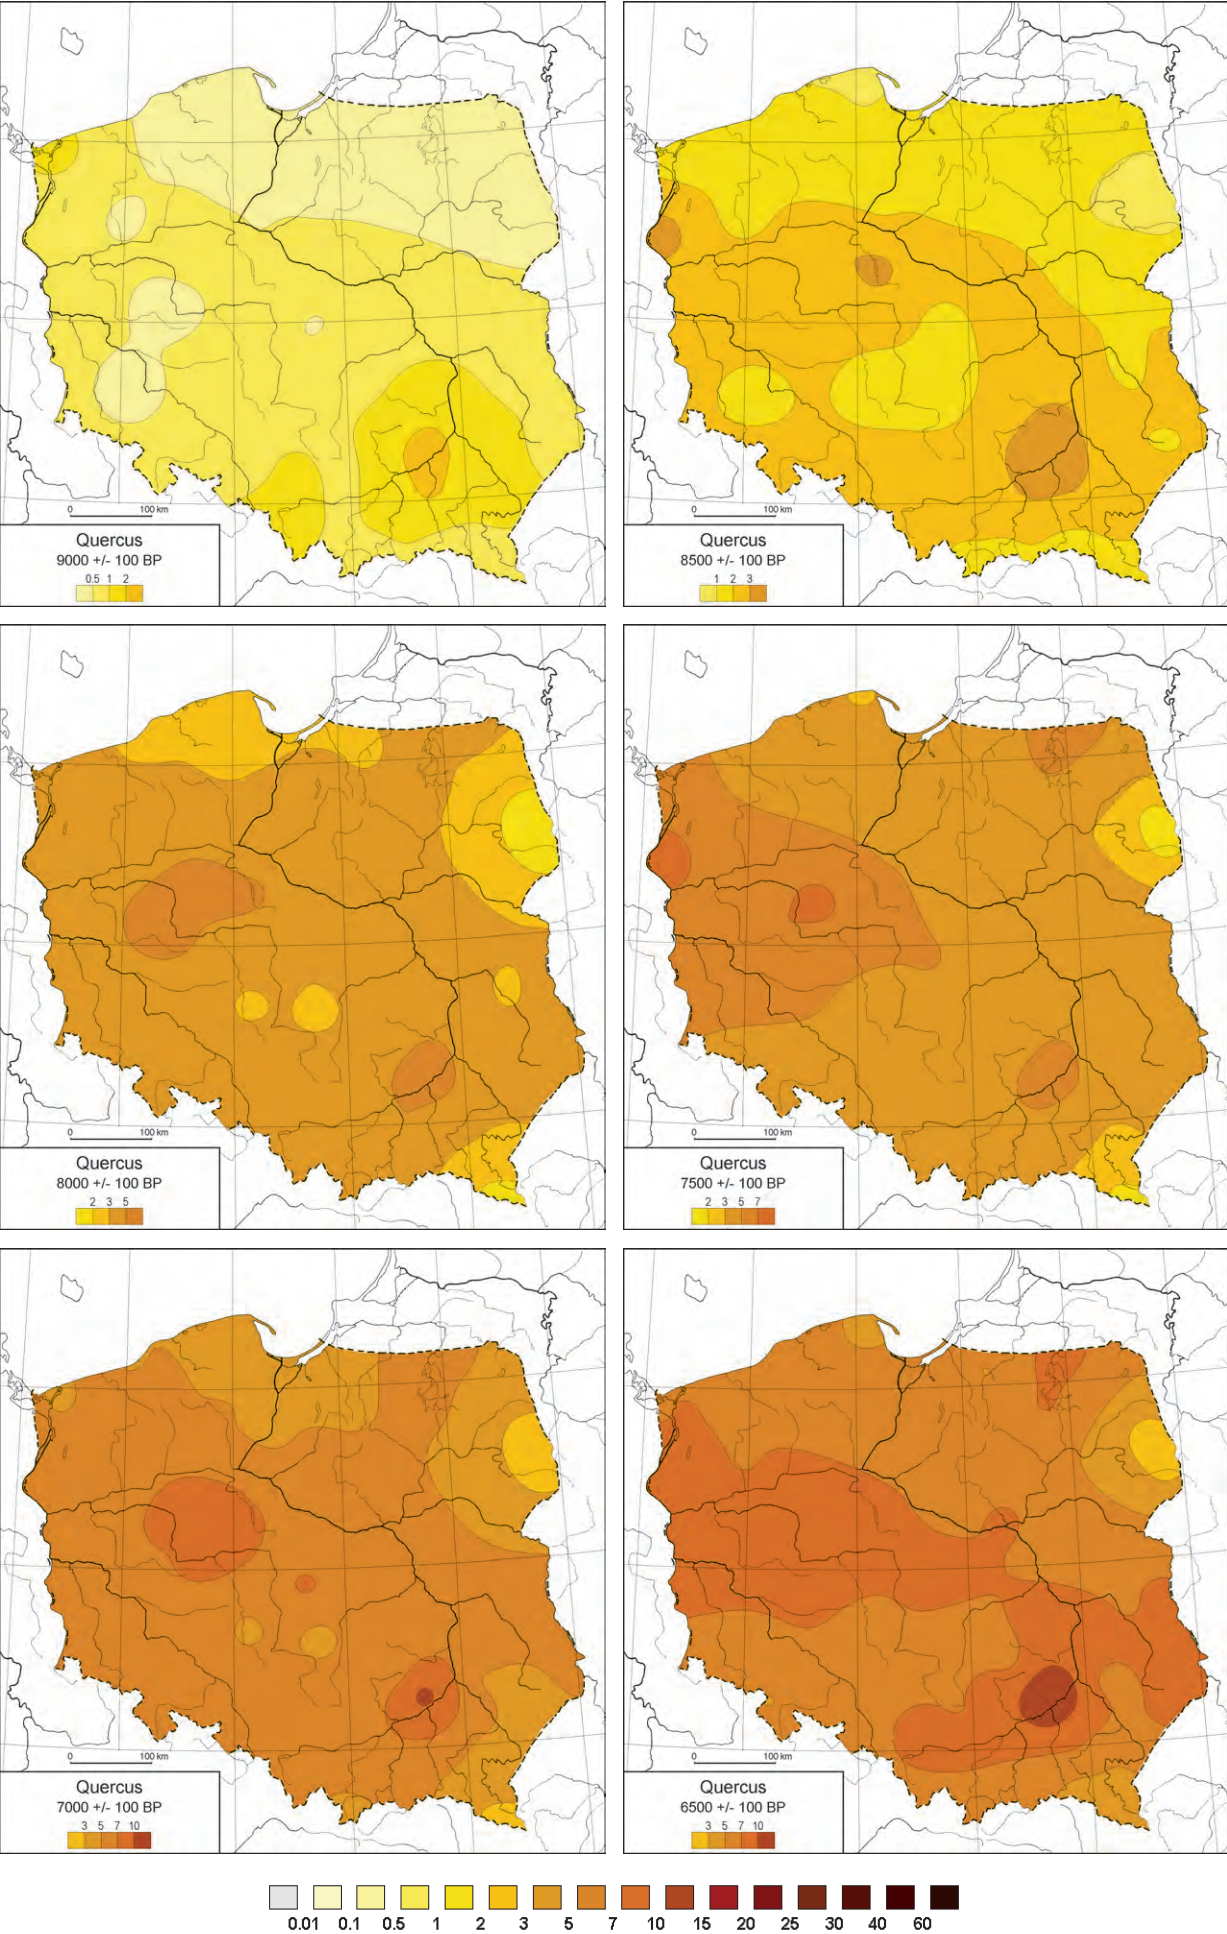 0 100 km
Quercus
9000 +/- 100 BP
0.5 1 2
0 100 km
Quercus
8500 +/- 100 BP
1 2 3
0 100 km
Quercus
8000 +/- 100 BP
2 3 5
0 100 km
Quercus
7500 +/- 100 BP
2 3 5 7
0 100 km
Quercus
7000 +/- 100 BP
3 5 7 10
0 100 km
Quercus
6500 +/- 100 BP
3 5 7 10
0.01 0.1 0.5 1 2 3 5 7 10 15 20 25 30 40 60